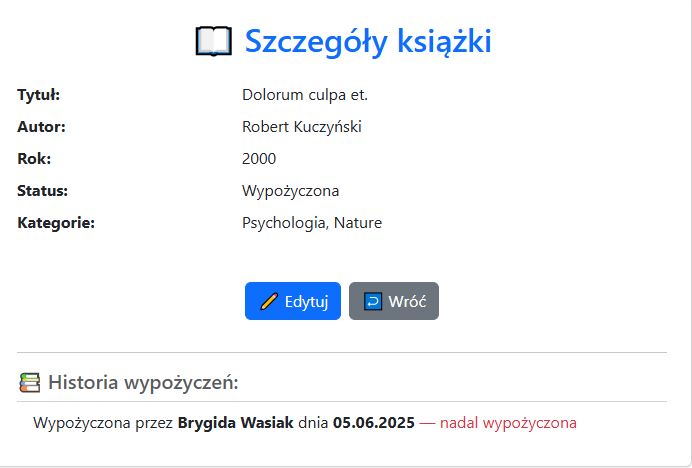 Szczegóły książki
Tytuł: Dolorum culpa et.
Autor: Robert Kuczyński
Rok: 2000
Status: Wypożyczona
Kategorie: Psychologia, Nature
Edytuj Wróć
Historia wypożyczeń:
Wypożyczona przez Brygida Wasiak dnia 05.06.2025 — nadal wypożyczona